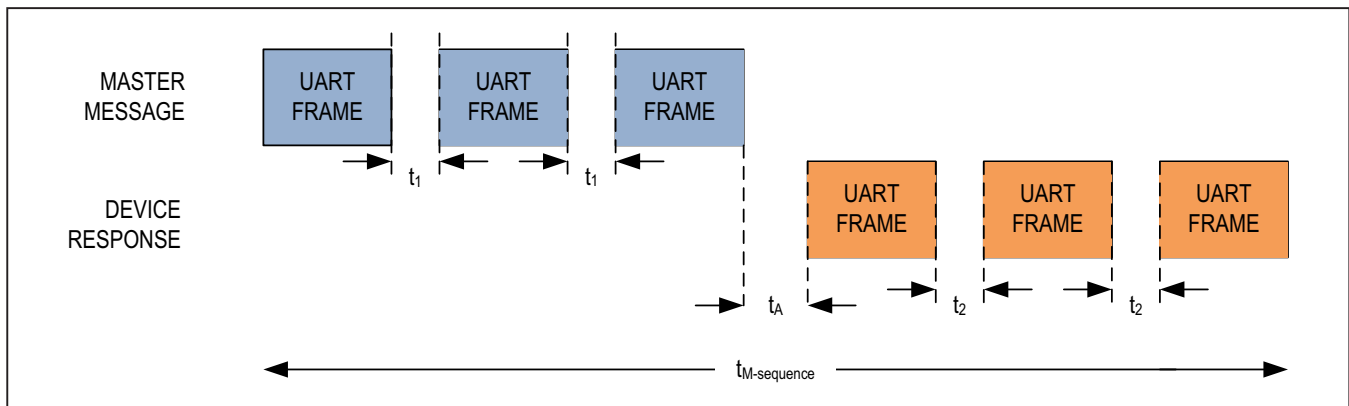 MASTER
MESSAGE
UART
FRAME
UART
FRAME
UART
FRAME
t₁
t₁
DEVICE
RESPONSE
UART
FRAME
UART
FRAME
UART
FRAME
tA
t₂
t₂
tM-sequence